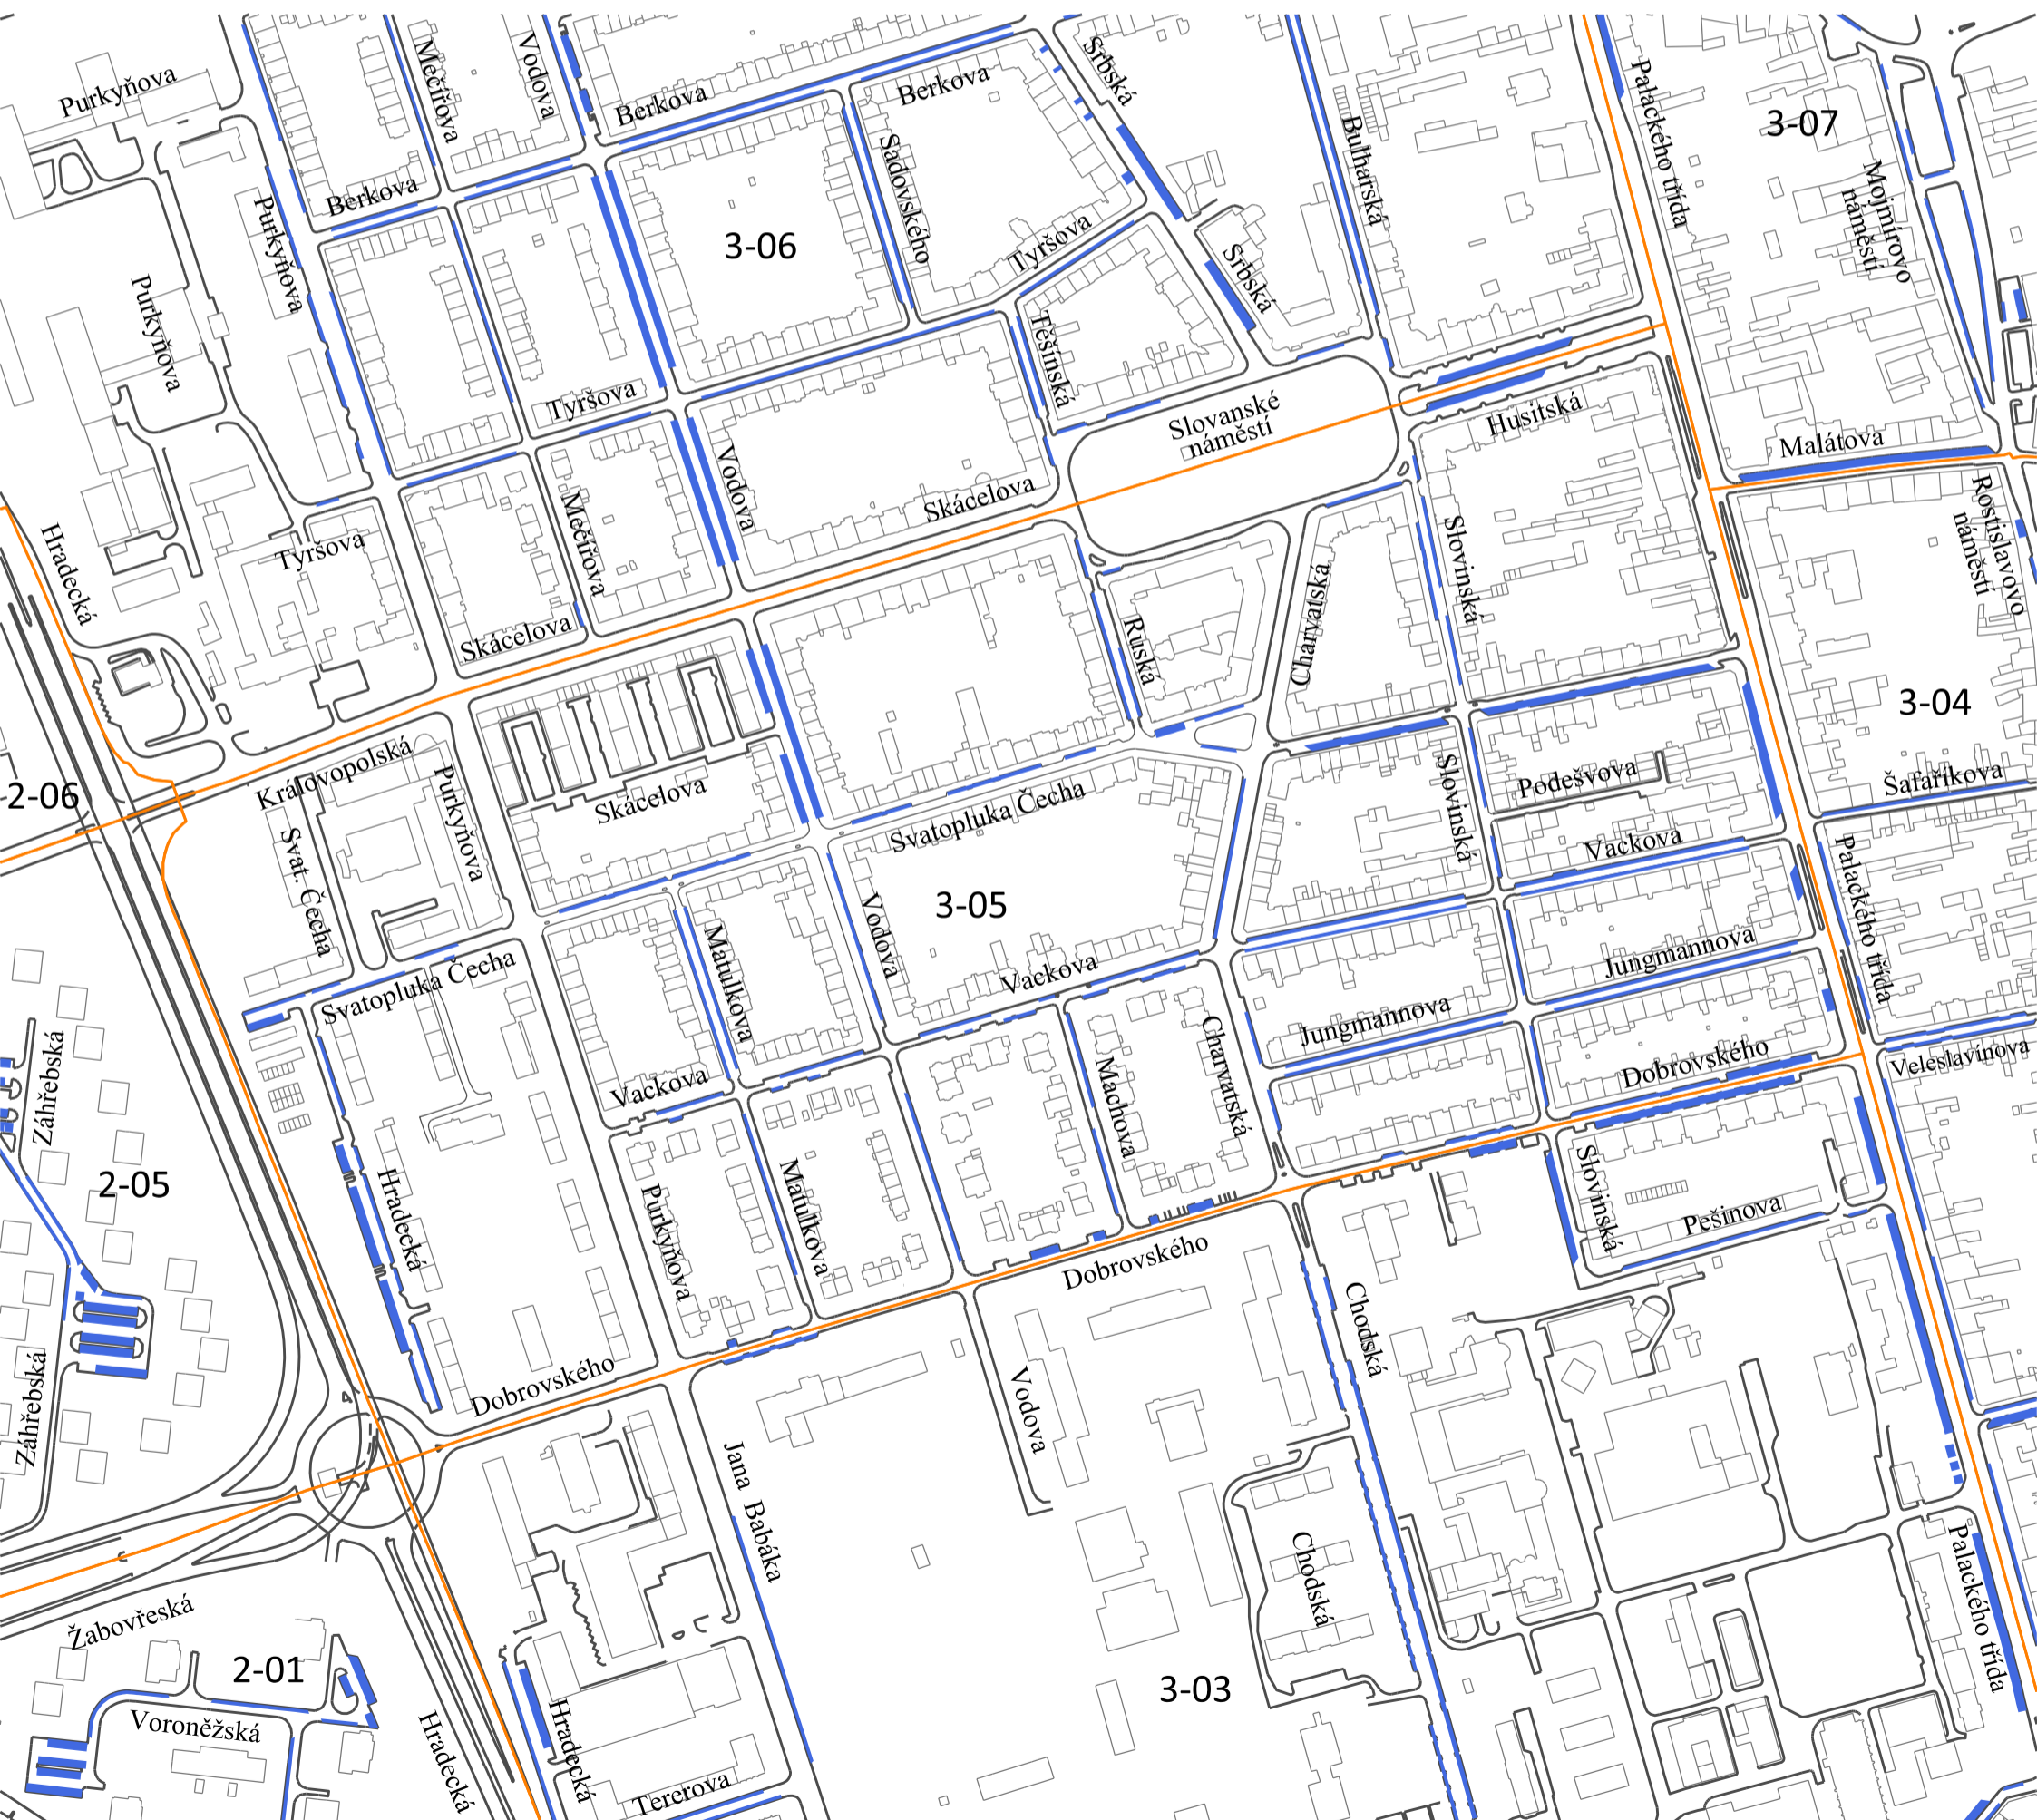 Purkyňova
Mečířova
Vodova
Berkova
Berkova
Srbská
Palackého třída
3-07
Purkyňova
Berkova
Sadovského
Bulharská
Mojmírovo
náměstí
3-06
Tyršova
Srbská
Purkyňova
Těšínská
Tyršova
Slovanské
náměstí
Husitská
Malátova
Vodova
Skácelova
Mečířova
Slovinská
Rostislavovo
náměstí
Hradecká
Tyršova
Charvatská
Skácelova
Ruská
3-04
Královopolská
Purkyňova
Skácelova
Svatopluka Čecha
Slovinská
Podešvova
Šafaříkova
2-06
Svat. Čecha
Vackova
Palackého třída
3-05
Vodova
Matulkova
Vackova
Jungmannova
Svatopluka Čecha
Jungmannova
Charvatská
Dobrovského
Veleslavínova
Záhřebská
Vackova
Machova
2-05
Hradecká
Purkyňova
Matulkova
Slovinská
Pešinova
Dobrovského
Chodská
Záhřebská
Dobrovského
Vodova
Jana Babáka
Chodská
Palackého třída
Žabovřeská
2-01
3-03
Voroněžská
Hradecká
Hradecká
Tererova